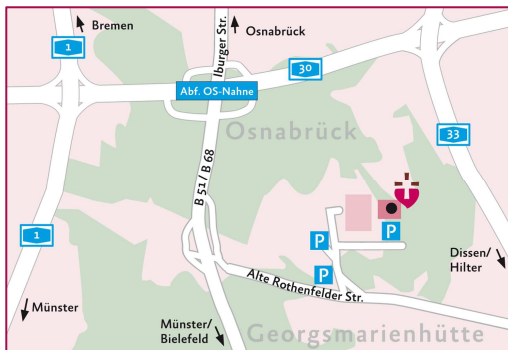 Bremen
Iburger Str.
Osnabrück
1
30
Abf. OS-Nahne
Osnabrück
33
B 51 / B 68
P
P
P
1
Dissen/
Hilter
Alte Rothenfelder Str.
Münster
Münster/
Bielefeld
Georgsmarienhütte